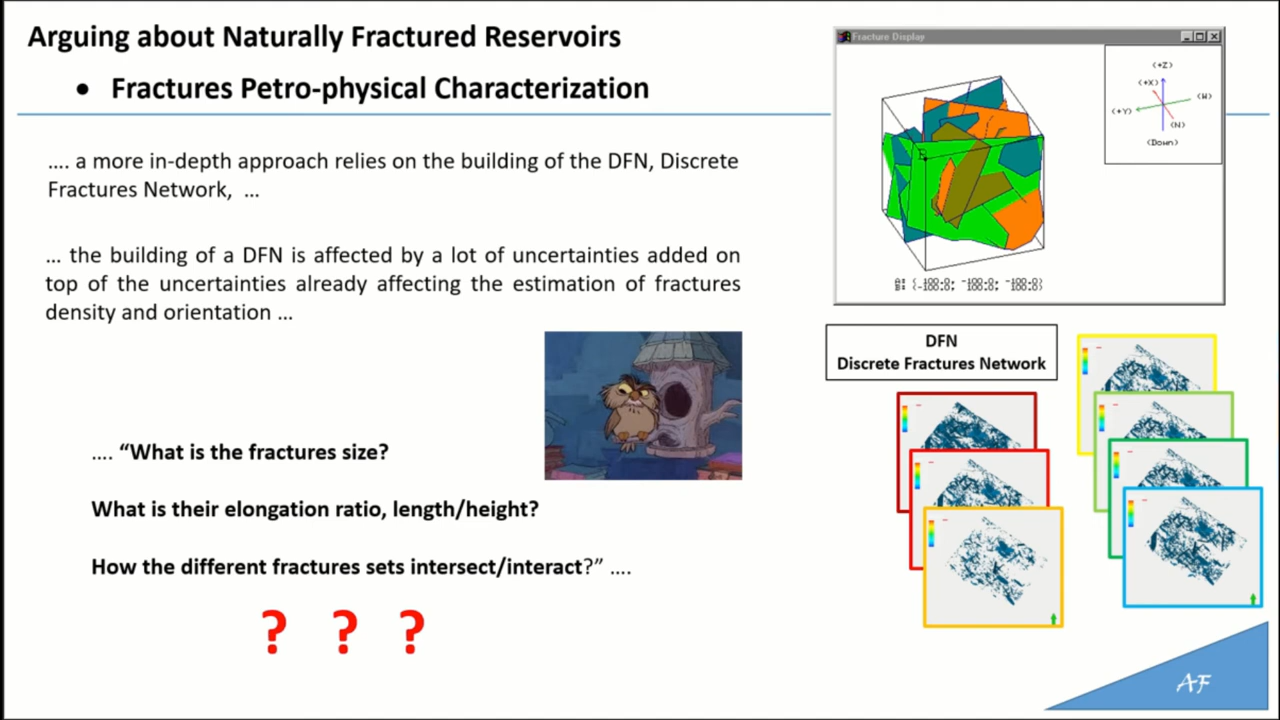 Arguing about Naturally Fractured Reservoirs
• Fractures Petro-physical Characterization
.... a more in-depth approach relies on the building of the DFN, Discrete
Fractures Network, ...
... the building of a DFN is affected by a lot of uncertainties added on
top of the uncertainties already affecting the estimation of fractures
density and orientation ...
.... “What is the fractures size?
What is their elongation ratio, length/height?
How the different fractures sets intersect/interact?” ....
? ? ?
Fracture Display
(+Z)
(+X)
(W)
(+Y)
(N)
(Down)
DFN
Discrete Fractures Network
AF